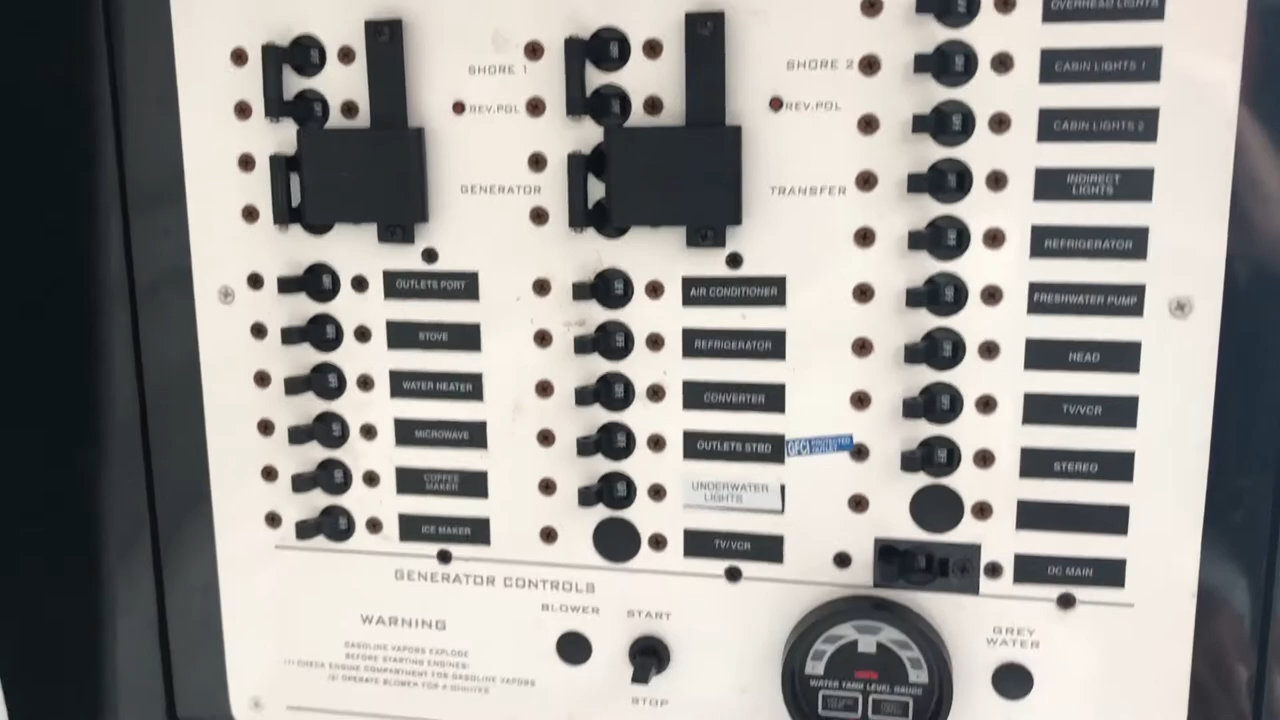 OVERHEAD LIGHTS
SHORE 1
SHORE 2
CABIN LIGHTS 1
REV.POL
REV.POL
CABIN LIGHTS 2
GENERATOR
TRANSFER
INDIRECT
LIGHTS
REFRIGERATOR
OUTLETS PORT
AIR CONDITIONER
FRESHWATER PUMP
STOVE
REFRIGERATOR
HEAD
WATER HEATER
CONVERTER
TV/VCR
MICROWAVE
OUTLETS STBD
GFCI PROTECTED
OUTLET
STEREO
COFFEE
MAKER
UNDERWATER
LIGHTS
ICE MAKER
TV/VCR
DC MAIN
GENERATOR CONTROLS
BLOWER
START
STOP
WARNING
GASOLINE VAPORS EXPLODE
BEFORE STARTING ENGINES:
(1) CHECK ENGINE COMPARTMENT FOR GASOLINE VAPORS
(2) OPERATE BLOWER FOR 4 MINUTES
WATER TANK LEVEL GAUGE
GREY
WATER